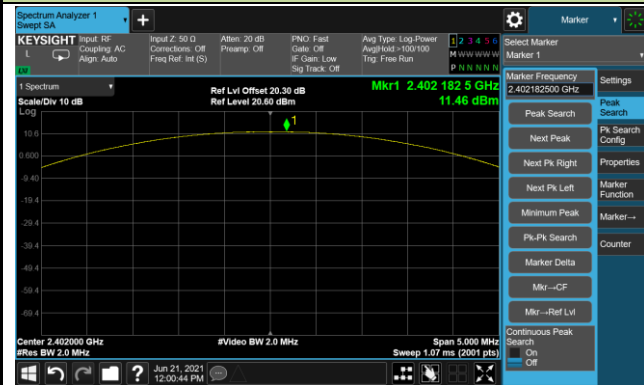 Spectrum Analyzer 1
Swept SA
+
Marker
KEYSIGHT
L
Input: RF
Coupling: AC
Align: Auto
Input Z: 50 Ω
Corrections: Off
Freq Ref: Int (S)
Atten: 20 dB
Preamp: Off
PNO: Fast
Gate: Off
IF Gain: Low
Sig Track: Off
Avg Type: Log-Power
Avg|Hold >100/100
Trig: Free Run
1 2 3 4 5 6
M W W W W W
P N N N N N
Select Marker
Marker 1
LXI
1 Spectrum
Scale/Div 10 dB
Log
Ref Lvl Offset 20.30 dB
Ref Level 20.60 dBm
Mkr1 2.402 182 5 GHz
11.46 dBm
1
10.6
0.600
-9.40
-19.4
-29.4
-39.4
-49.4
-59.4
-69.4
Center 2.402000 GHz
#Res BW 2.0 MHz
#Video BW 2.0 MHz
Span 5.000 MHz
Sweep 1.07 ms (2001 pts)
Marker Frequency
2.402182500 GHz
Peak Search
Next Peak
Next Pk Right
Next Pk Left
Minimum Peak
Pk-Pk Search
Marker Delta
Mkr→CF
Mkr→Ref Lvl
Continuous Peak
Search
On
Off
Settings
Peak
Search
Pk Search
Config
Properties
Marker
Function
Marker→
Counter
?
Jun 21, 2021
12:00:44 PM